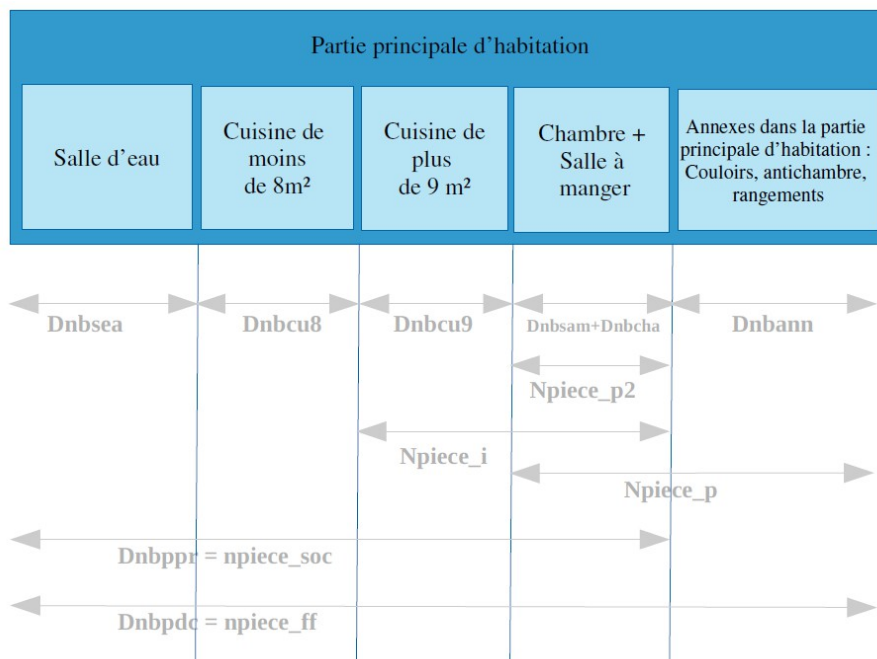 Partie principale d’habitation
Salle d’eau
Cuisine de
moins
de 8m²
Cuisine de
plus
de 9 m²
Chambre +
Salle à
manger
Annexes dans la partie
principale d’habitation :
Couloirs, antichambre,
rangements
Dnbsea
Dnbcu8
Dnbcu9
Dnbsam+Dnbcha
Dnbann
Npiece_p2
Npiece_i
Npiece_p
Dnbppr = npiece_soc
Dnbpdc = npiece_ff